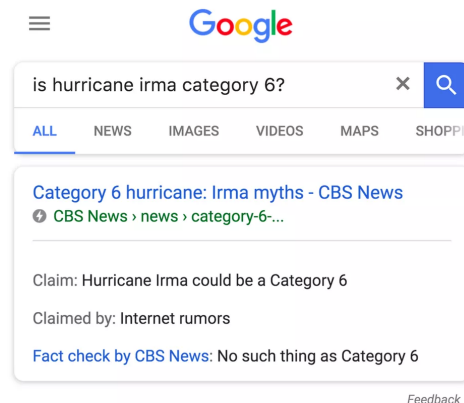 Google
is hurricane irma category 6?
ALL NEWS IMAGES VIDEOS MAPS SHOPP
Category 6 hurricane: Irma myths - CBS News
CBS News › news › category-6-...
Claim: Hurricane Irma could be a Category 6
Claimed by: Internet rumors
Fact check by CBS News: No such thing as Category 6
Feedback